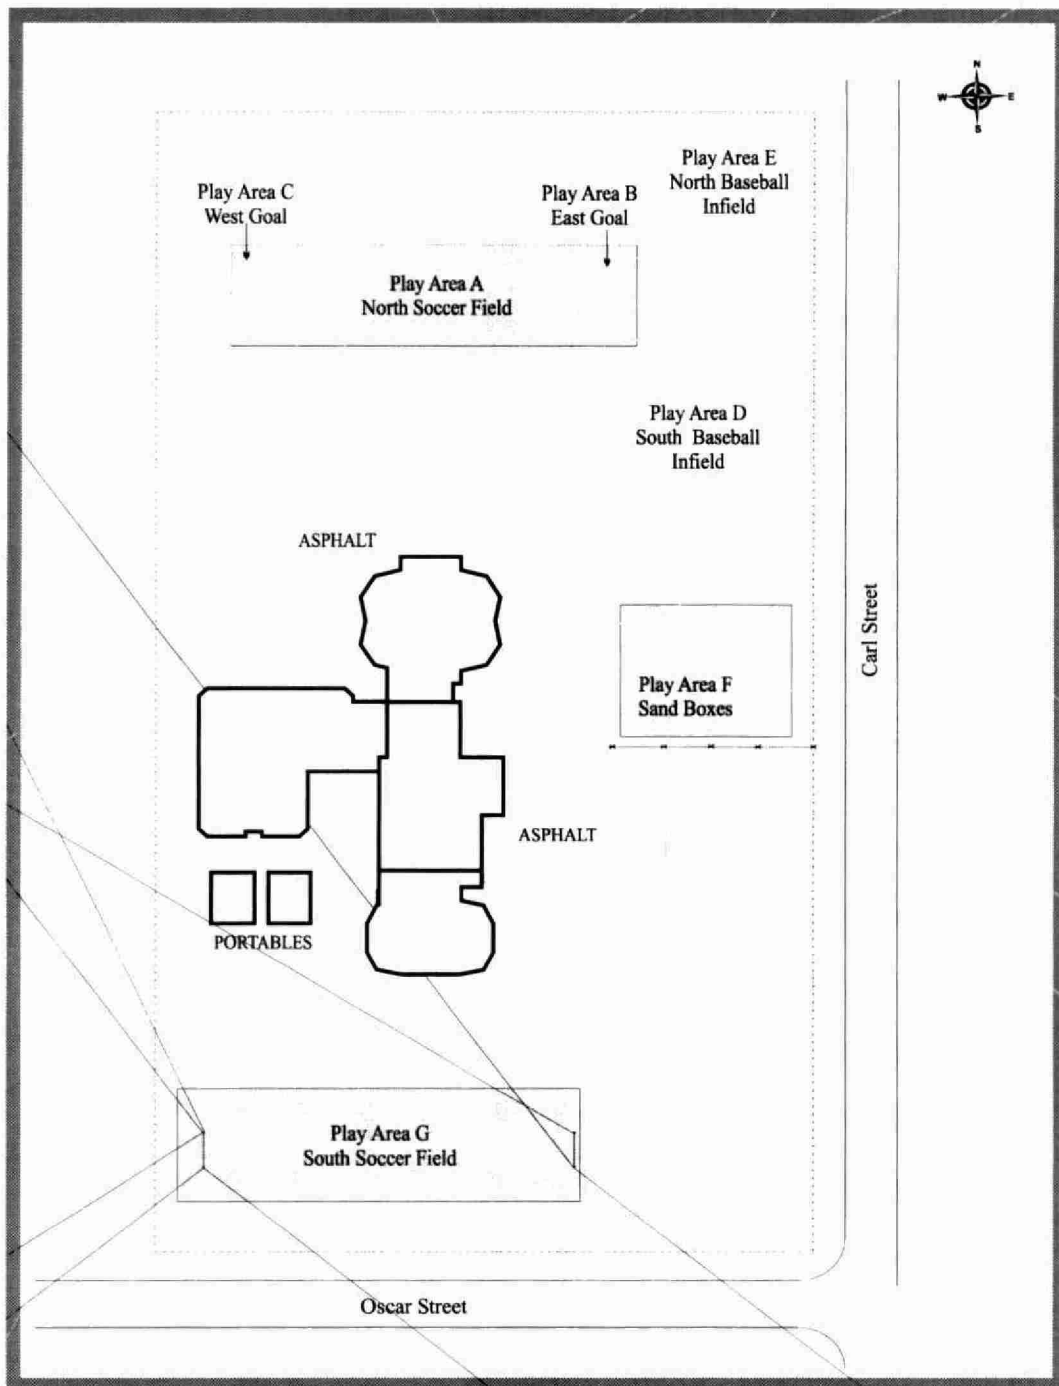 N
W E
S
Play Area E
North Baseball
Infield
Play Area C
West Goal
Play Area B
East Goal
Play Area A
North Soccer Field
Play Area D
South Baseball
Infield
ASPHALT
Carl Street
Play Area F
Sand Boxes
ASPHALT
PORTABLES
Play Area G
South Soccer Field
Oscar Street